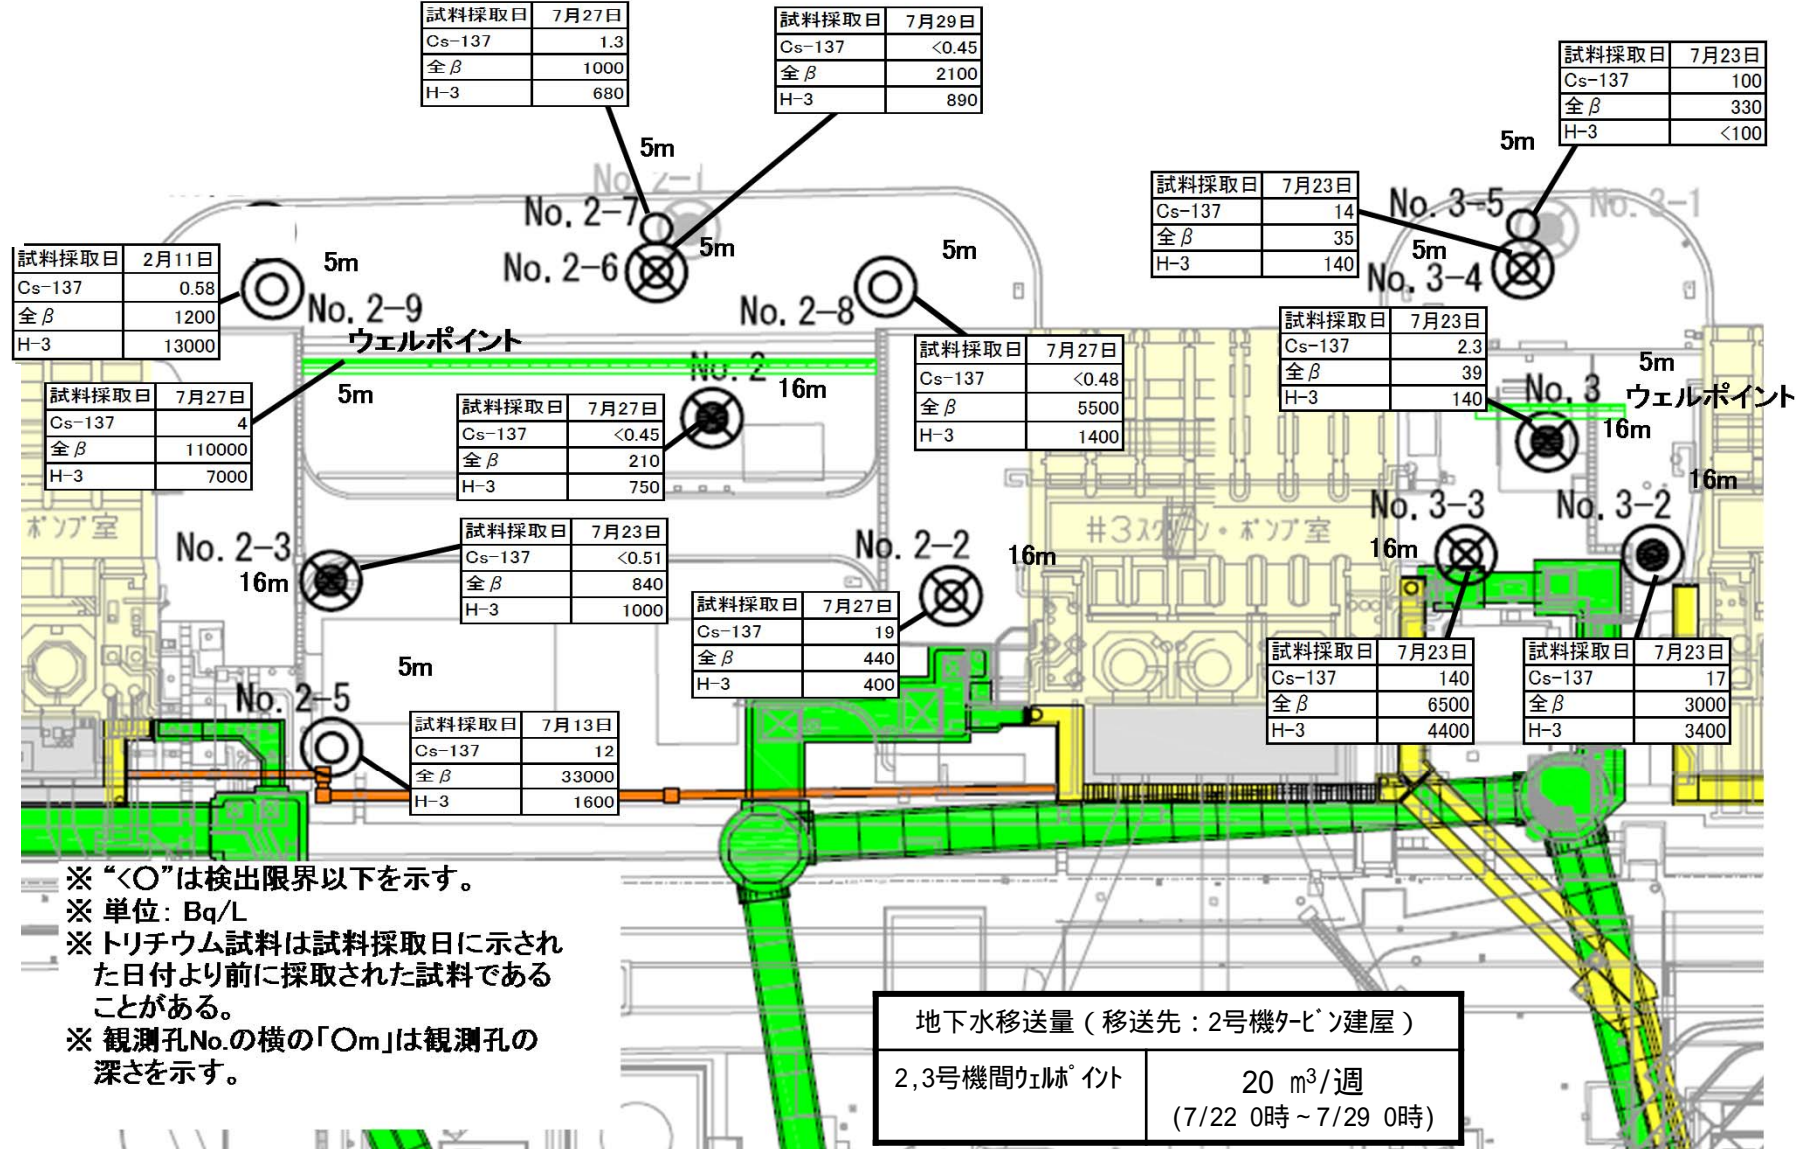 試料採取日 7月27日
Cs-137 1.3
全β 1000
H-3 680
試料採取日 7月29日
Cs-137 <0.45
全β 2100
H-3 890
試料採取日 7月23日
Cs-137 100
全β 330
H-3 <100
5m
5m
No. 2-1
No. 2-7
No. 2-6
5m
5m
試料採取日 7月23日
Cs-137 14
全β 35
H-3 140
No. 3-5
No. 3-1
5m
No. 3-4
試料採取日 2月11日
Cs-137 0.58
全β 1200
H-3 13000
5m
No. 2-9
No. 2-8
ウェルポイント
5m
No. 2
16m
試料採取日 7月27日
Cs-137 <0.48
全β 5500
H-3 1400
試料採取日 7月23日
Cs-137 2.3
全β 39
H-3 140
5m
No. 3
ウェルポイント
16m
試料採取日 7月27日
Cs-137 4
全β 110000
H-3 7000
試料採取日 7月27日
Cs-137 <0.45
全β 210
H-3 750
16m
ポンプ室
#3スクリーン・ポンプ室
No. 3-3
No. 3-2
16m
No. 2-3
16m
試料採取日 7月23日
Cs-137 <0.51
全β 840
H-3 1000
No. 2-2
16m
試料採取日 7月27日
Cs-137 19
全β 440
H-3 400
試料採取日 7月23日
Cs-137 140
全β 6500
H-3 4400
試料採取日 7月23日
Cs-137 17
全β 3000
H-3 3400
5m
No. 2-5
試料採取日 7月13日
Cs-137 12
全β 33000
H-3 1600
※ “<〇”は検出限界以下を示す。
※ 単位: Bq/L
※ トリチウム試料は試料採取日に示され
た日付より前に採取された試料である
ことがある。
※ 観測孔No.の横の「〇m」は観測孔の
深さを示す。
地下水移送量(移送先:2号機タービン建屋)
2,3号機間ウェルポイント
20 m³/週
(7/22 0時~7/29 0時)